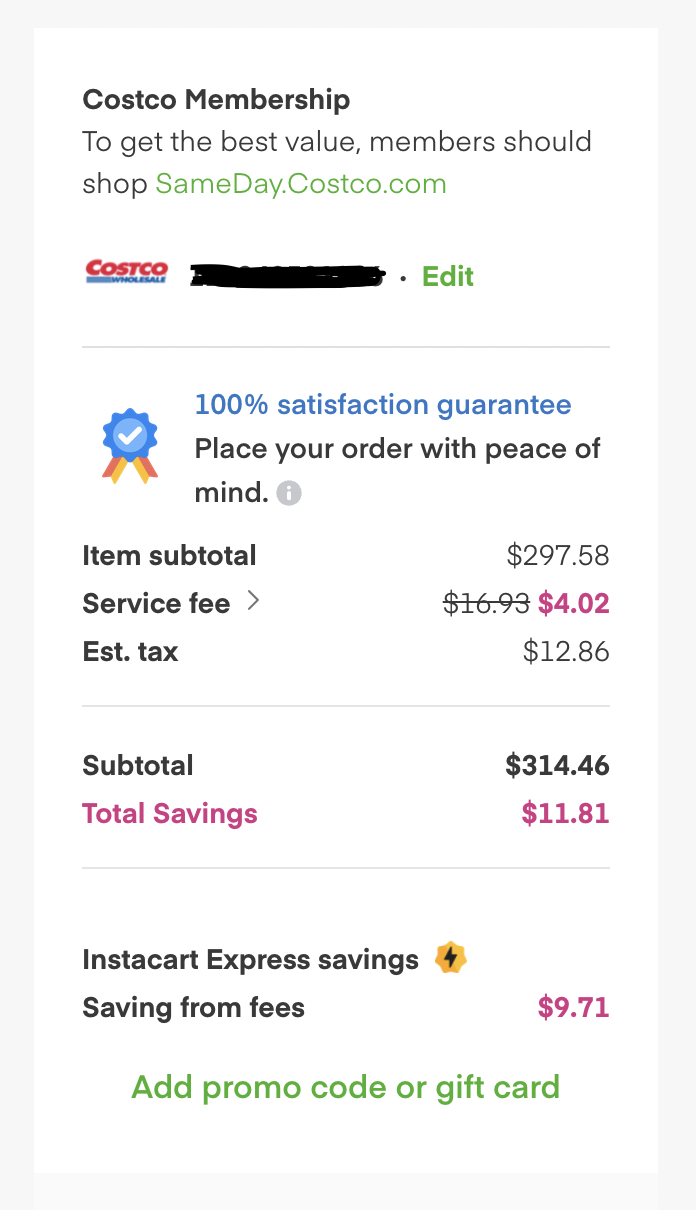 Costco Membership
To get the best value, members should
shop SameDay.Costco.com
COSTCO WHOLESALE · Edit
100% satisfaction guarantee
Place your order with peace of
mind.
Item subtotal $297.58
Service fee > $16.93 $4.02
Est. tax $12.86
Subtotal $314.46
Total Savings $11.81
Instacart Express savings
Saving from fees $9.71
Add promo code or gift card